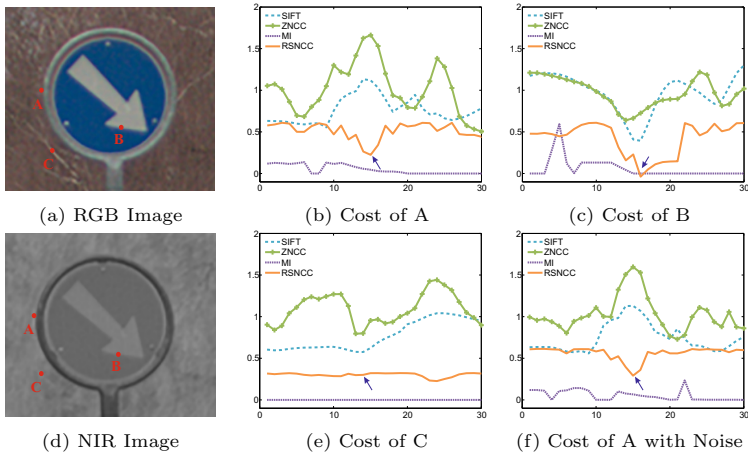 A
B
C
2
1.5
1
0.5
0
0 10 20 30
SIFT
ZNCC
MI
RSNCC
2
1.5
1
0.5
0
0 10 20 30
SIFT
ZNCC
MI
RSNCC
(a) RGB Image
(b) Cost of A
(c) Cost of B
A
B
C
2
1.5
1
0.5
0
0 10 20 30
SIFT
ZNCC
MI
RSNCC
2
1.5
1
0.5
0
0 10 20 30
SIFT
ZNCC
MI
RSNCC
(d) NIR Image
(e) Cost of C
(f) Cost of A with Noise